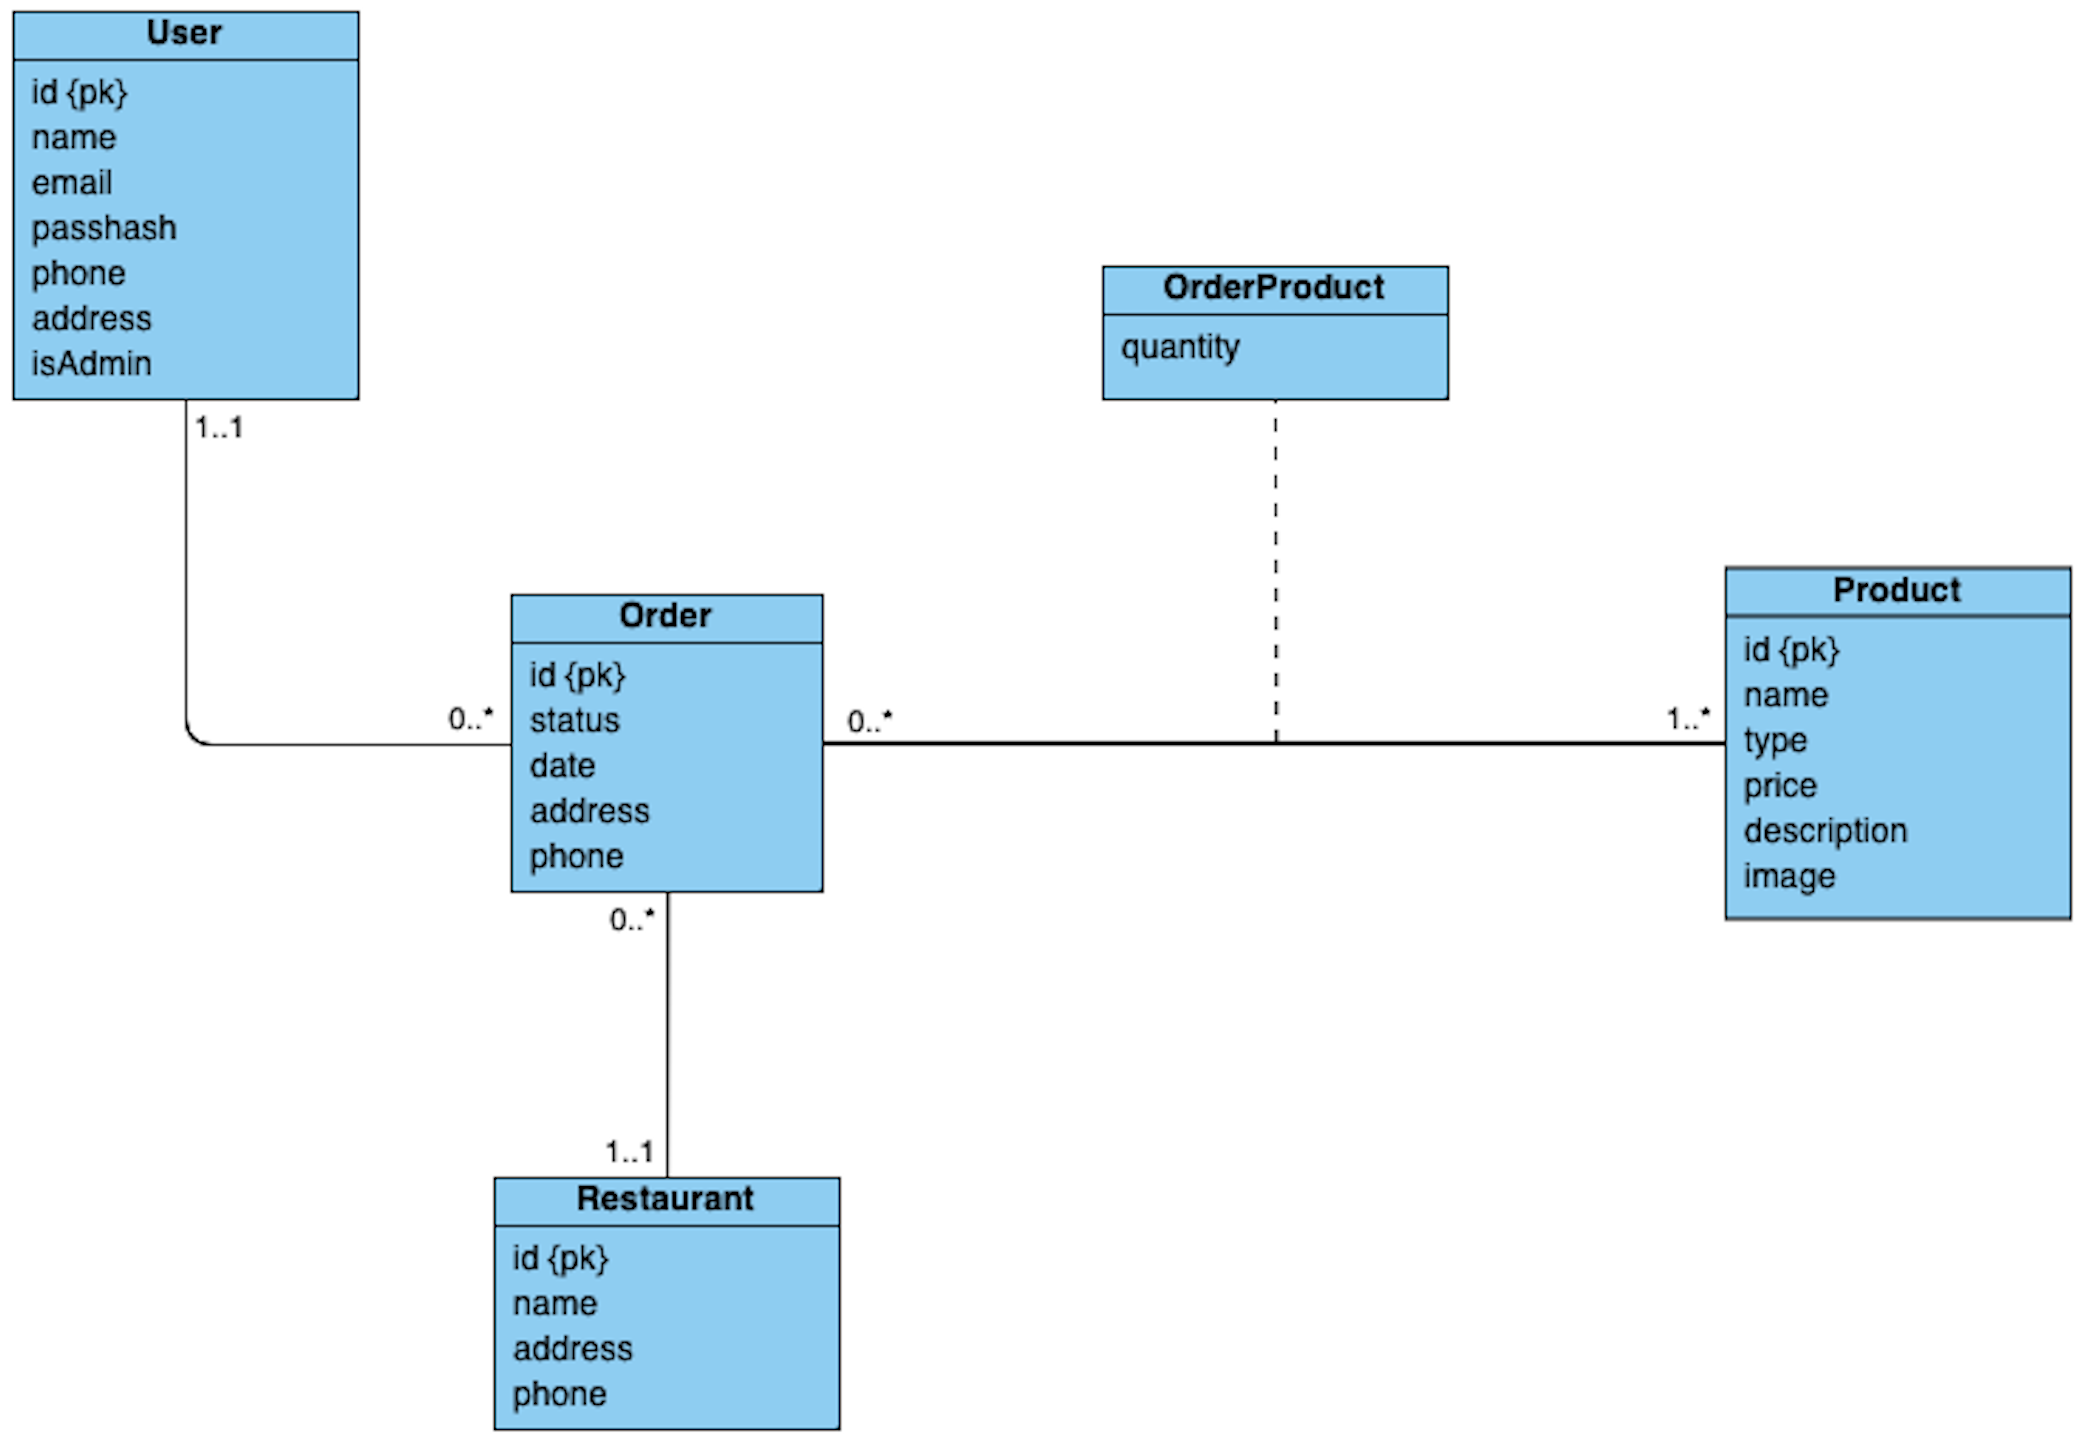 User
id {pk}
name
email
passhash
phone
address
isAdmin
1..1
OrderProduct
quantity
Order
id {pk}
status
date
address
phone
0..*
0..*
1..*
Product
id {pk}
name
type
price
description
image
0..*
1..1
Restaurant
id {pk}
name
address
phone